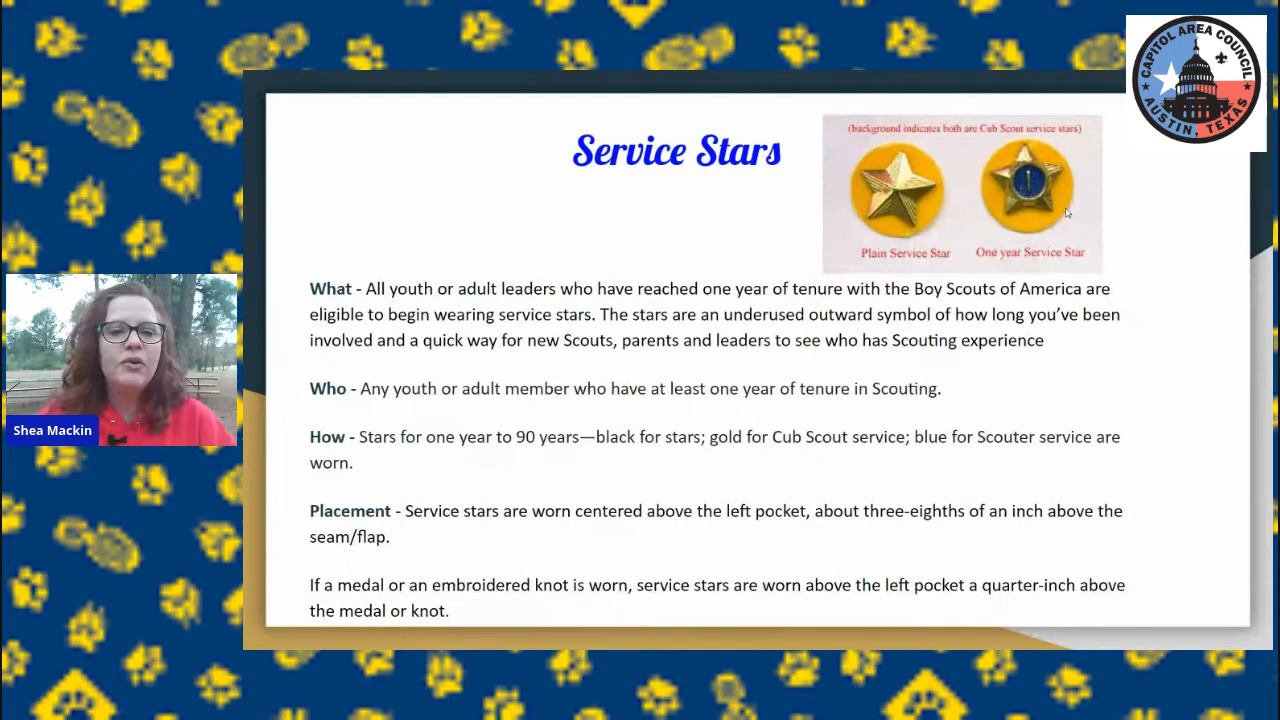 CAPITOL AREA COUNCIL
AUSTIN, TEXAS
Service Stars
(background indicates both are Cub Scout service stars)
1
Plain Service Star
One year Service Star
What - All youth or adult leaders who have reached one year of tenure with the Boy Scouts of America are
eligible to begin wearing service stars. The stars are an underused outward symbol of how long you’ve been
involved and a quick way for new Scouts, parents and leaders to see who has Scouting experience
Who - Any youth or adult member who have at least one year of tenure in Scouting.
How - Stars for one year to 90 years—black for stars; gold for Cub Scout service; blue for Scouter service are
worn.
Placement - Service stars are worn centered above the left pocket, about three-eighths of an inch above the
seam/flap.
If a medal or an embroidered knot is worn, service stars are worn above the left pocket a quarter-inch above
the medal or knot.
Shea Mackin